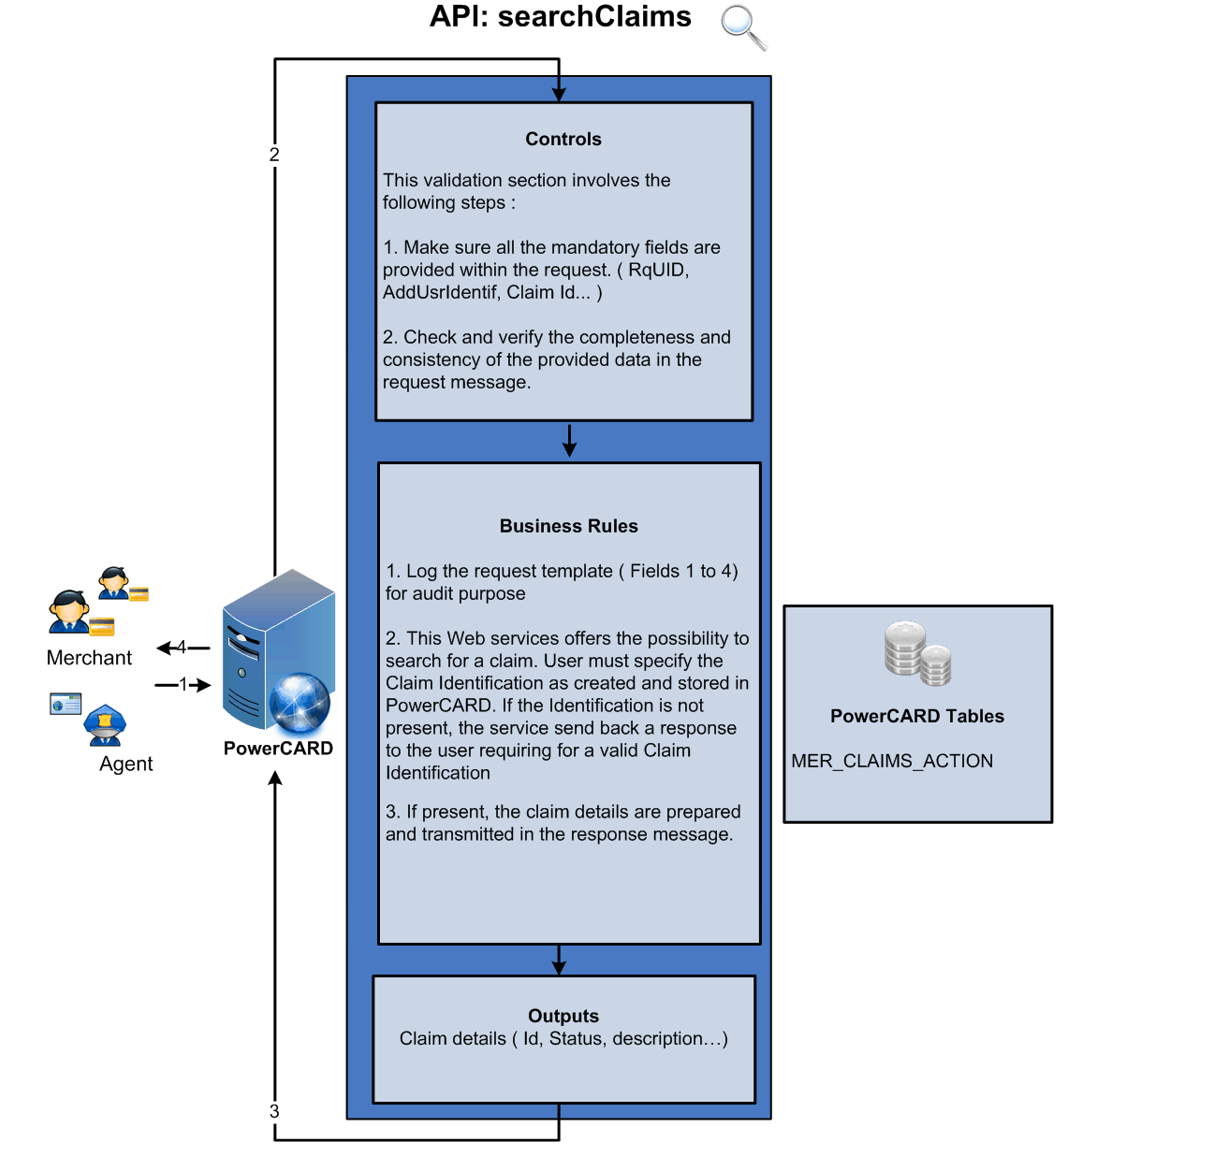 API: searchClaims
2
Controls
This validation section involves the
following steps :
1. Make sure all the mandatory fields are
provided within the request. ( RqUID,
AddUsrIdentif, Claim Id... )
2. Check and verify the completeness and
consistency of the provided data in the
request message.
Business Rules
1. Log the request template ( Fields 1 to 4)
for audit purpose
2. This Web services offers the possibility to
search for a claim. User must specify the
Claim Identification as created and stored in
PowerCARD. If the Identification is not
present, the service send back a response
to the user requiring for a valid Claim
Identification
3. If present, the claim details are prepared
and transmitted in the response message.
Merchant
4
1
Agent
PowerCARD
PowerCARD Tables
MER_CLAIMS_ACTION
Outputs
Claim details ( Id, Status, description...)
3